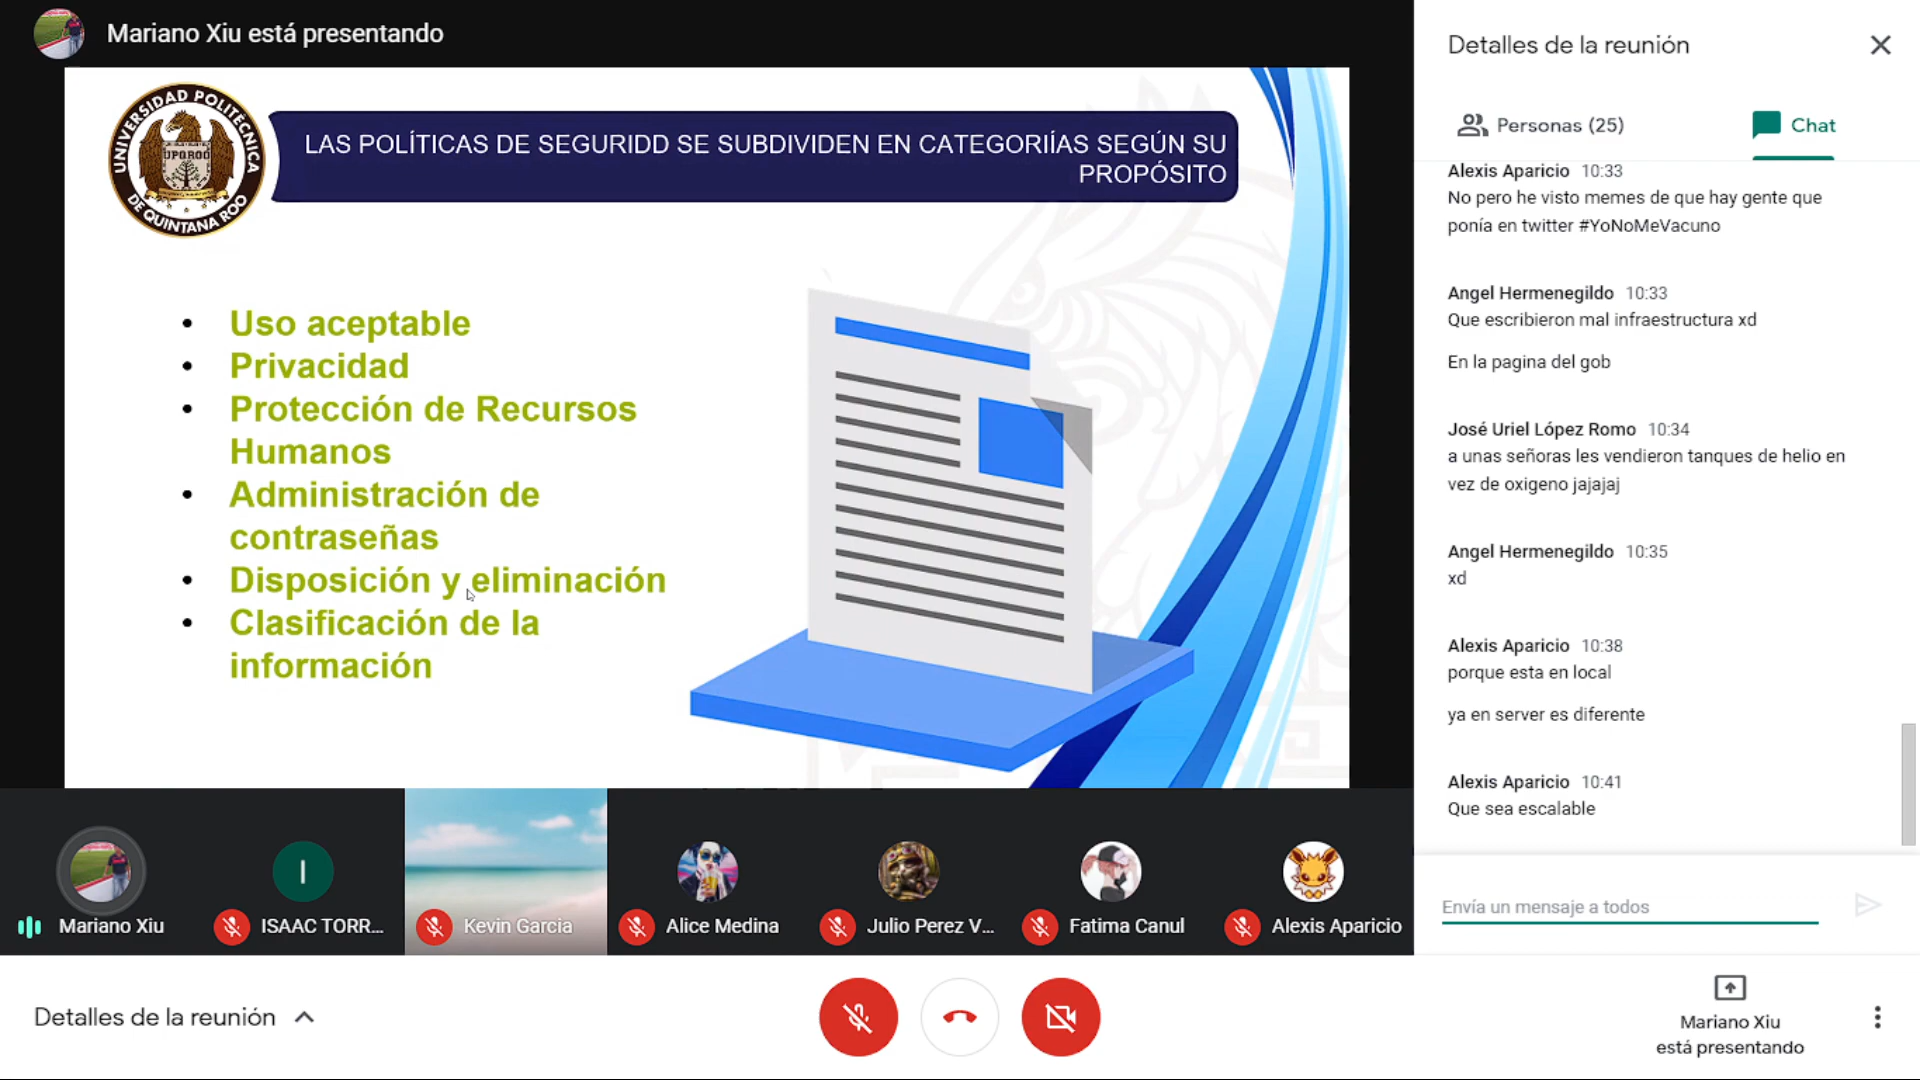 Mariano Xiu está presentando
UNIVERSIDAD POLITÉCNICA
UPQROO
DE QUINTANA ROO
LAS POLÍTICAS DE SEGURIDD SE SUBDIVIDEN EN CATEGORIÍAS SEGÚN SU
PROPÓSITO
• Uso aceptable
• Privacidad
• Protección de Recursos
Humanos
• Administración de
contraseñas
• Disposición y eliminación
• Clasificación de la
información
I
Mariano Xiu
ISAAC TORR...
Kevin Garcia
Alice Medina
Julio Perez V...
Fatima Canul
Alexis Aparicio
Detalles de la reunión
Personas (25)
Chat
Alexis Aparicio 10:33
No pero he visto memes de que hay gente que
ponía en twitter #YoNoMeVacuno
Angel Hermenegildo 10:33
Que escribieron mal infraestructura xd
En la pagina del gob
José Uriel López Romo 10:34
a unas señoras les vendieron tanques de helio en
vez de oxigeno jajajaj
Angel Hermenegildo 10:35
xd
Alexis Aparicio 10:38
porque esta en local
ya en server es diferente
Alexis Aparicio 10:41
Que sea escalable
Envía un mensaje a todos
Detalles de la reunión
Mariano Xiu
está presentando